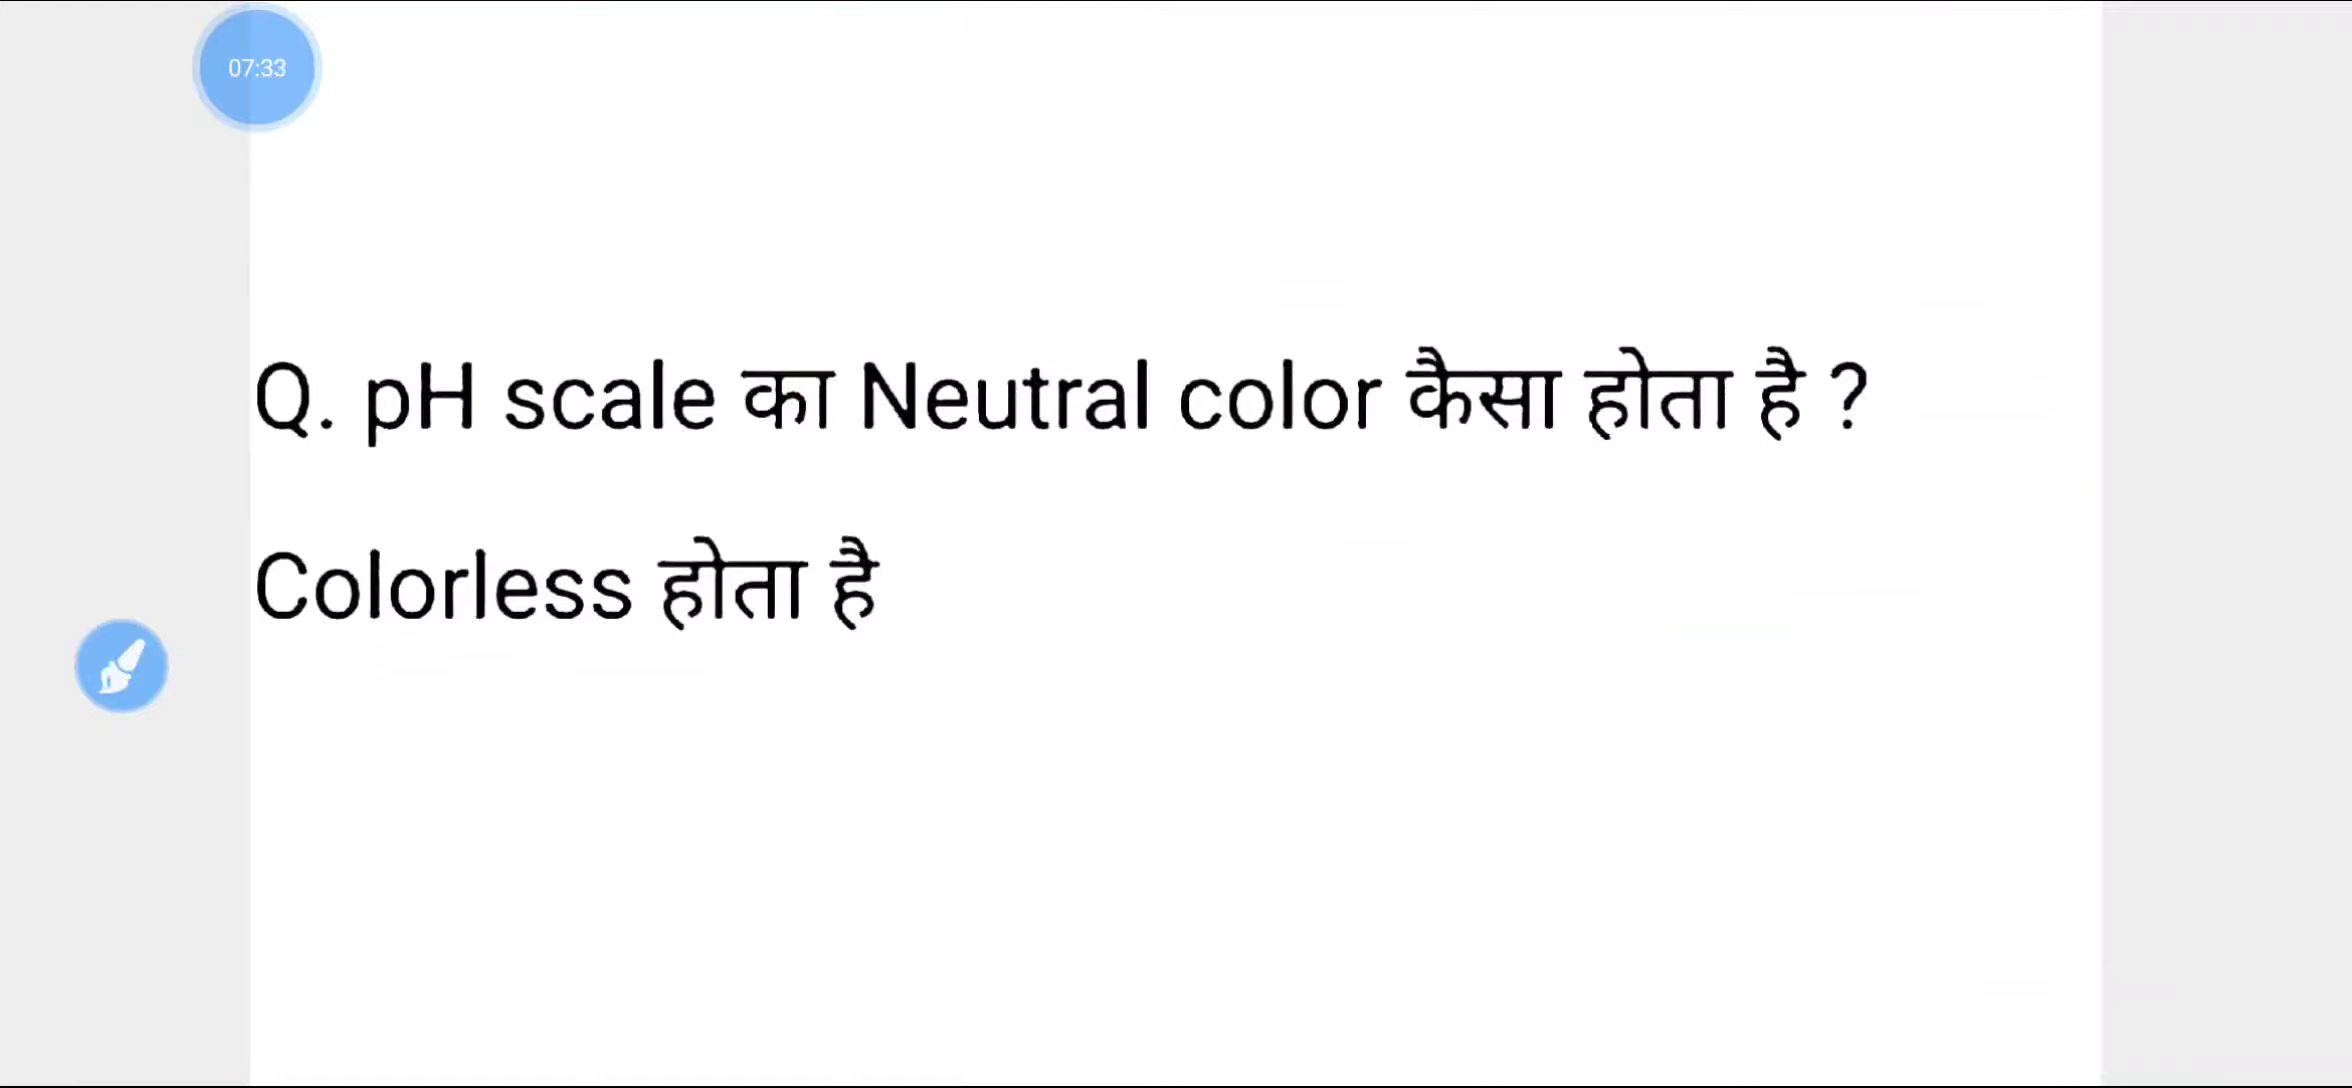 07:33
Q. pH scale का Neutral color कैसा होता है ?
Colorless होता है